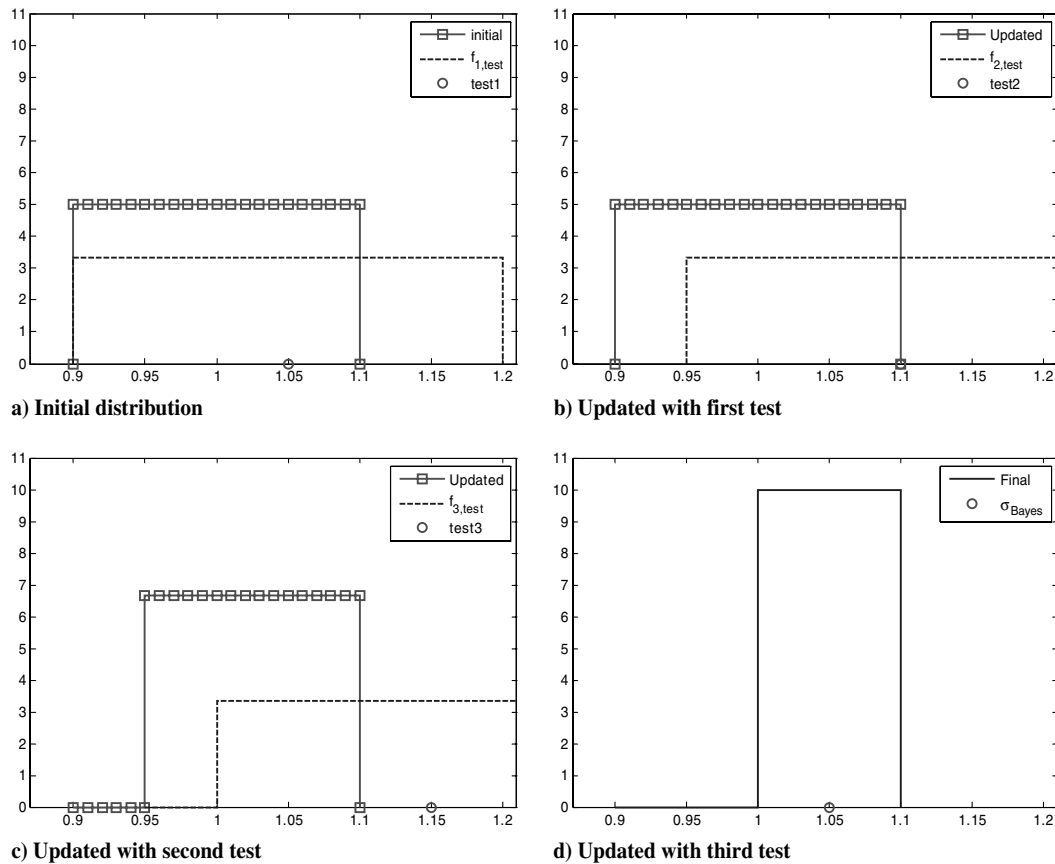 11
10
9
8
7
6
5
4
3
2
1
0
0.9 0.95 1 1.05 1.1 1.15 1.2
initial
f1,test
test1
a) Initial distribution
11
10
9
8
7
6
5
4
3
2
1
0
0.9 0.95 1 1.05 1.1 1.15 1.2
Updated
f2,test
test2
b) Updated with first test
11
10
9
8
7
6
5
4
3
2
1
0
0.9 0.95 1 1.05 1.1 1.15 1.2
Updated
f3,test
test3
c) Updated with second test
11
10
9
8
7
6
5
4
3
2
1
0
0.9 0.95 1 1.05 1.1 1.15 1.2
Final
σBayes
d) Updated with third test